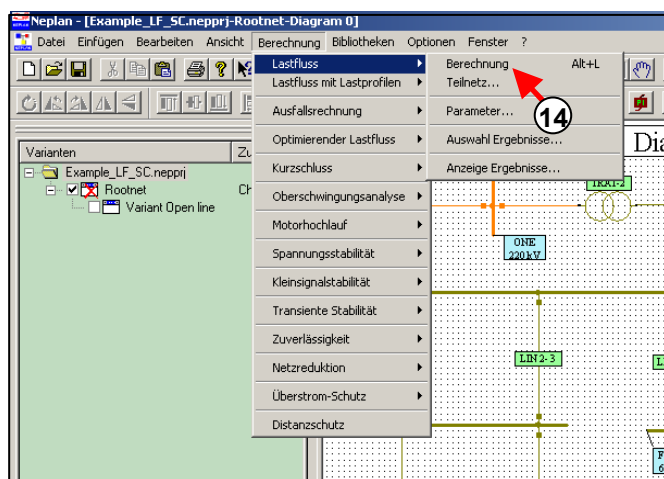 Neplan - [Example_LF_SC.nepprj-Rootnet-Diagram 0]
Datei Einfügen Bearbeiten Ansicht Berechnung Bibliotheken Optionen Fenster ?
Lastfluss
Lastfluss mit Lastprofilen
Ausfallsrechnung
Optimierender Lastfluss
Kurzschluss
Oberschwingungsanalyse
Motorhochlauf
Spannungsstabilität
Kleinsignalstabilität
Transiente Stabilität
Zuverlässigkeit
Netzreduktion
Überstrom-Schutz
Distanzschutz
Berechnung Alt+L
Teilnetz...
Parameter...
Auswahl Ergebnisse...
Anzeige Ergebnisse...
14
Varianten
Example_LF_SC.nepprj
Rootnet
Variant Open line
TRA1-2
ONE
220 kV
LIN 2-3